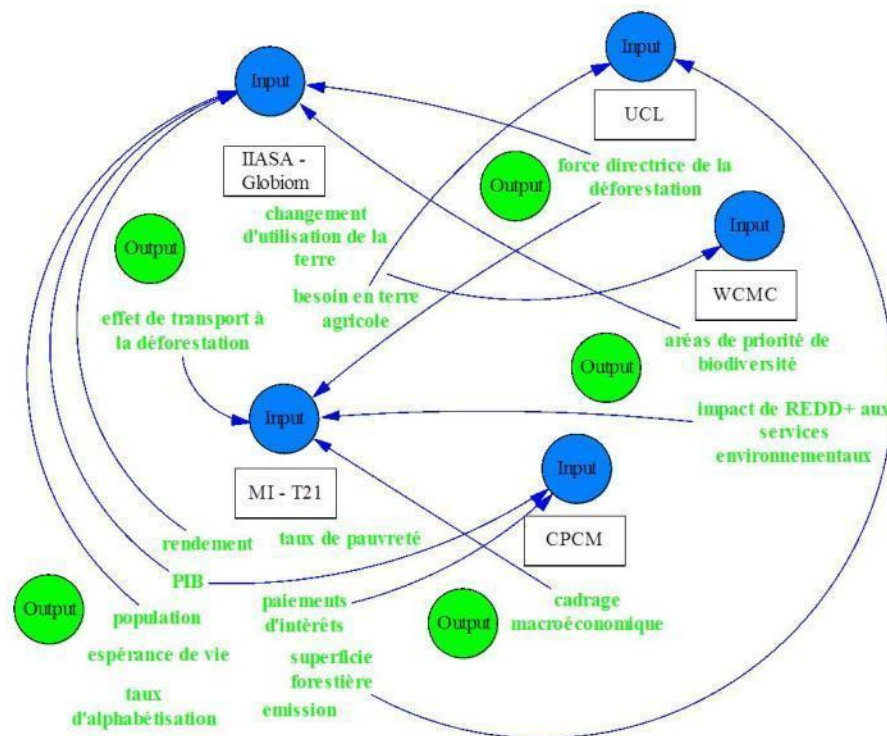 Input
Input
UCL
IIASA -
Globiom
Output
force directrice de la
déforestation
changement
d'utilisation de la
terre
Output
Input
WCMC
besoin en terre
agricole
effet de transport à
la déforestation
aréas de priorité de
biodiversité
Output
Input
impact de REDD+ aux
services
environnementaux
MI - T21
Input
CPCM
rendement
taux de pauvreté
PIB
Output
population
paiements
d'intèrêts
cadrage
macroéconomique
Output
espérance de vie
superficie
forestière
taux
d'alphabétisation
emission